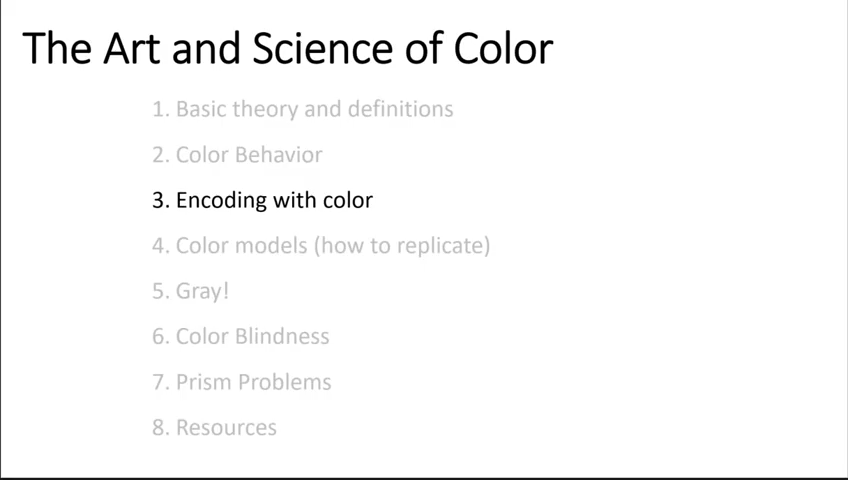 The Art and Science of Color
1. Basic theory and definitions
2. Color Behavior
3. Encoding with color
4. Color models (how to replicate)
5. Gray!
6. Color Blindness
7. Prism Problems
8. Resources